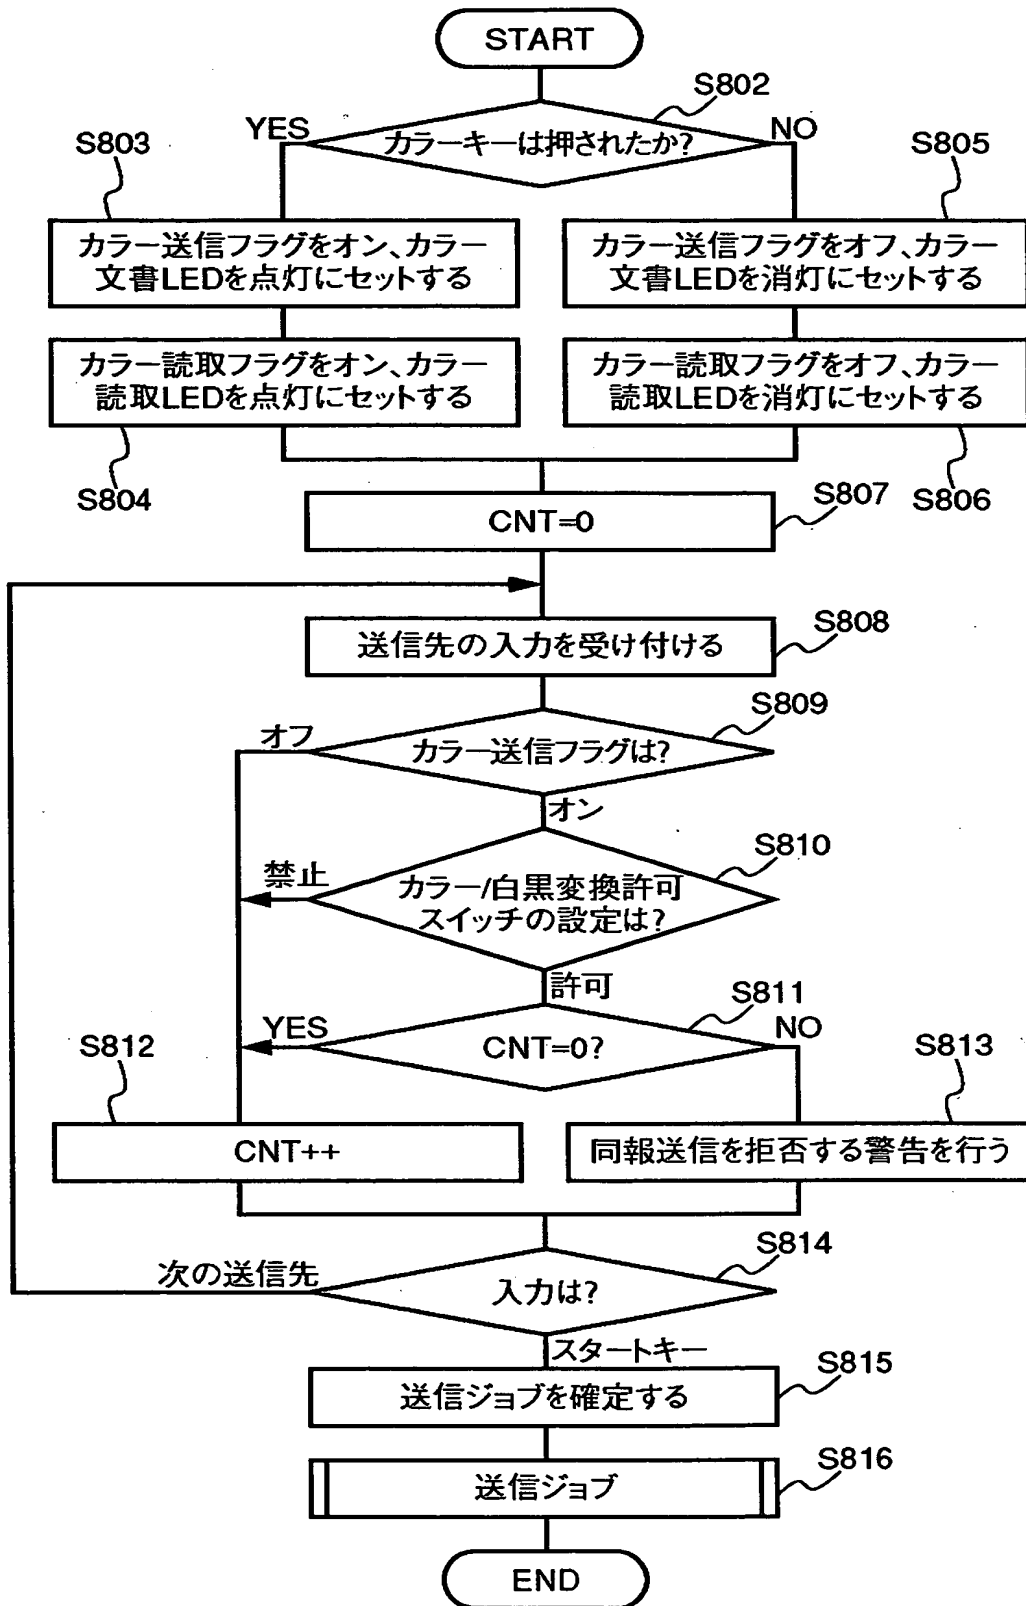 START
S802
YES
カラーキーは押されたか?
NO
S803
S805
カラー送信フラグをオン、カラー
文書LEDを点灯にセットする
カラー送信フラグをオフ、カラー
文書LEDを消灯にセットする
カラー読取フラグをオン、カラー
読取LEDを点灯にセットする
カラー読取フラグをオフ、カラー
読取LEDを消灯にセットする
S804
S806
S807
CNT=0
S808
送信先の入力を受け付ける
S809
オフ
カラー送信フラグは?
オン
S810
禁止
カラー/白黒変換許可
スイッチの設定は?
許可
S811
YES
CNT=0?
NO
S812
S813
CNT++
同報送信を拒否する警告を行う
S814
次の送信先
入力は?
スタートキー
S815
送信ジョブを確定する
S816
送信ジョブ
END